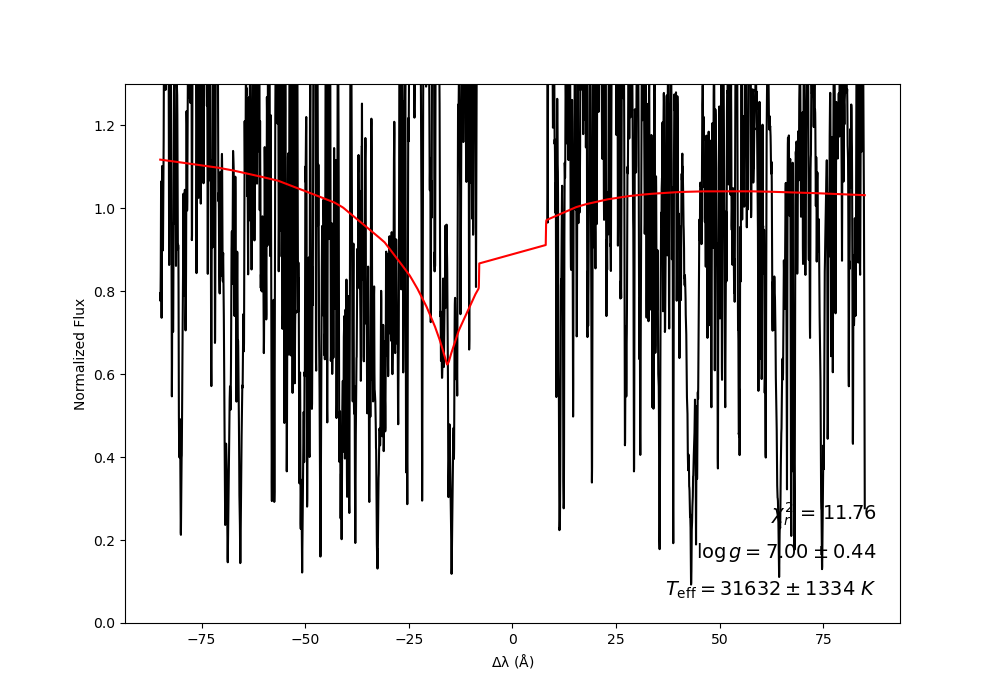 1.2
1.0
0.8
0.6
0.4
0.2
0.0
Normalized Flux
χ²ᵣ = 11.76
log g = 7.00 ± 0.44
T_eff = 31632 ± 1334 K
−75 −50 −25 0 25 50 75
Δλ (Å)